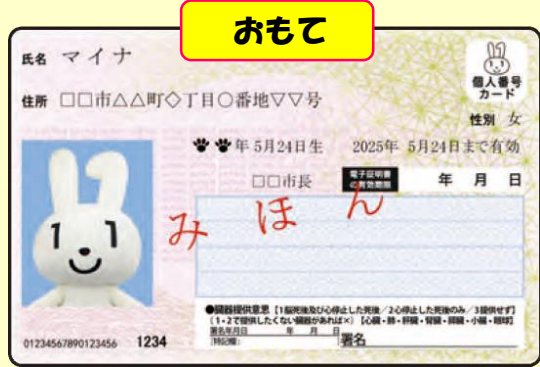 おもて
氏名 マイナ
個人番号
カード
住所 □□市△△町◇丁目○番地▽▽号
性別 女
年 5月24日生 2025年 5月24日まで有効
□□市長 電子証明書の有効期限 年 月 日
みほん
1 1
●臓器提供意思【1脳死後及び心停止した死後／2心停止した死後のみ／3提供せず】
《1・2で提供したくない臓器があれば×》【心臓・肺・肝臓・腎臓・膵臓・小腸・眼球】
署名年月日 年 月 日
[特記欄: ] 署名
01234567890123456 1234